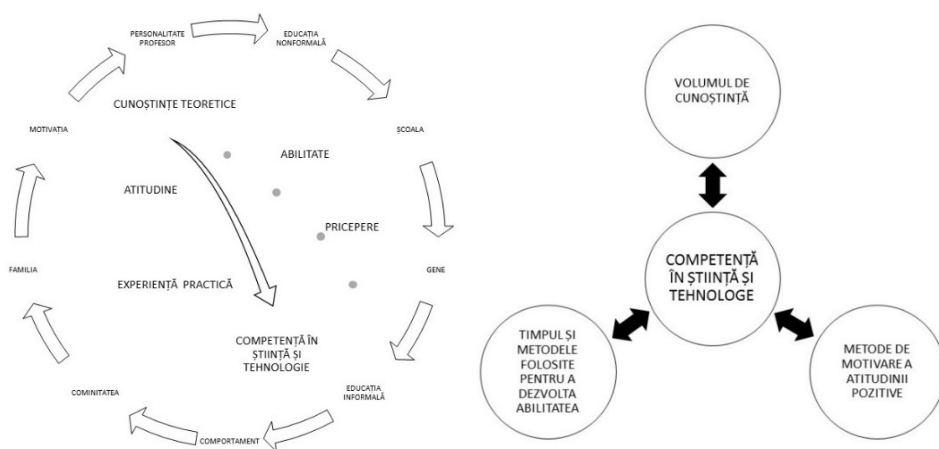 PERSONALITATE
PROFESOR
EDUCAȚIA
NONFORMALĂ
CUNOȘTINȚE TEORETICE
MOTIVAȚIA
ȘCOALA
ABILITATE
ATITUDINE
PRICEPERE
FAMILIA
GENE
EXPERIENȚĂ PRACTICĂ
COMPETENȚĂ ÎN
ȘTIINȚĂ ȘI
TEHNOLOGIE
COMINITATEA
EDUCAȚIA
INFORMALĂ
COMPORTAMENT
VOLUMUL DE
CUNOȘTINȚĂ
COMPETENȚĂ
ÎN ȘTIINȚĂ ȘI
TEHNOLOGE
TIMPUL ȘI
METODELE
FOLOSITE
PENTRU A
DEZVOLTA
ABILITATEA
METODE DE
MOTIVARE A
ATITUDINII
POZITIVE